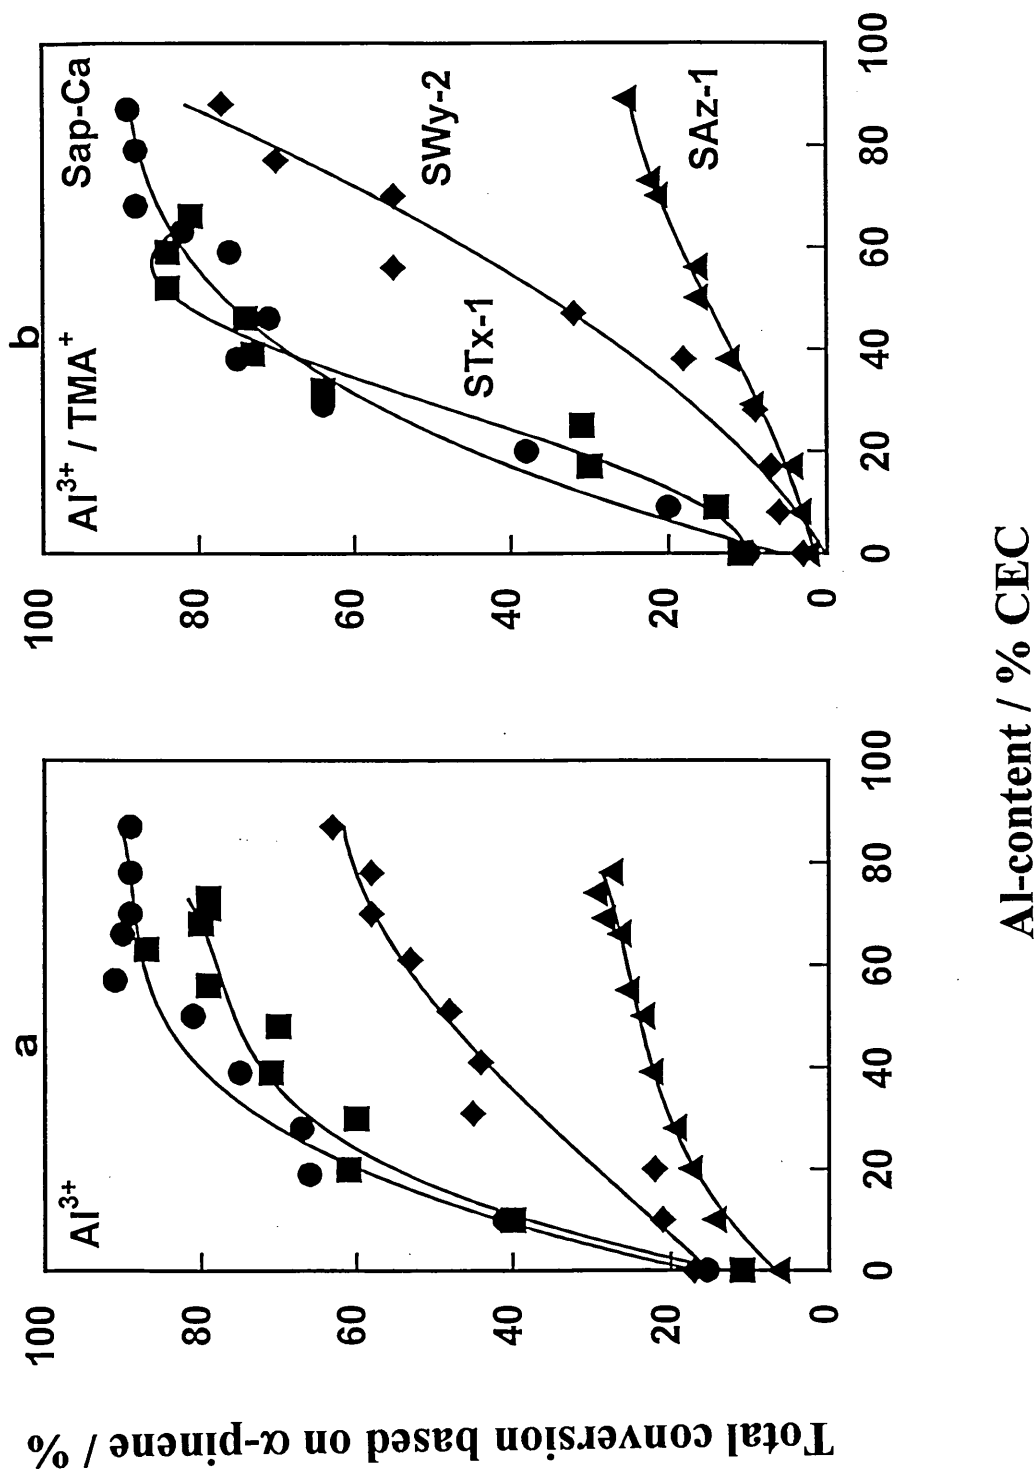 Total conversion based on α-pinene / %
a
Al³⁺
100
80
60
40
20
0
0
20
40
60
80
100
b
Al³⁺ / TMA⁺
Sap-Ca
SWy-2
STx-1
SAz-1
100
80
60
40
20
0
0
20
40
60
80
100
Al-content / % CEC